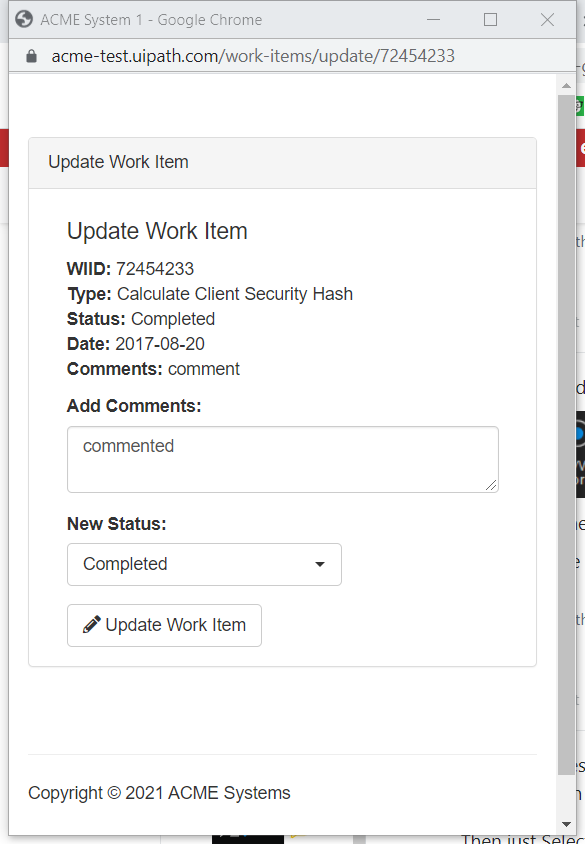 ACME System 1 - Google Chrome
acme-test.uipath.com/work-items/update/72454233
Update Work Item
Update Work Item
WIID: 72454233
Type: Calculate Client Security Hash
Status: Completed
Date: 2017-08-20
Comments: comment
Add Comments:
commented
New Status:
Completed
Update Work Item
Copyright © 2021 ACME Systems
Then just Selec